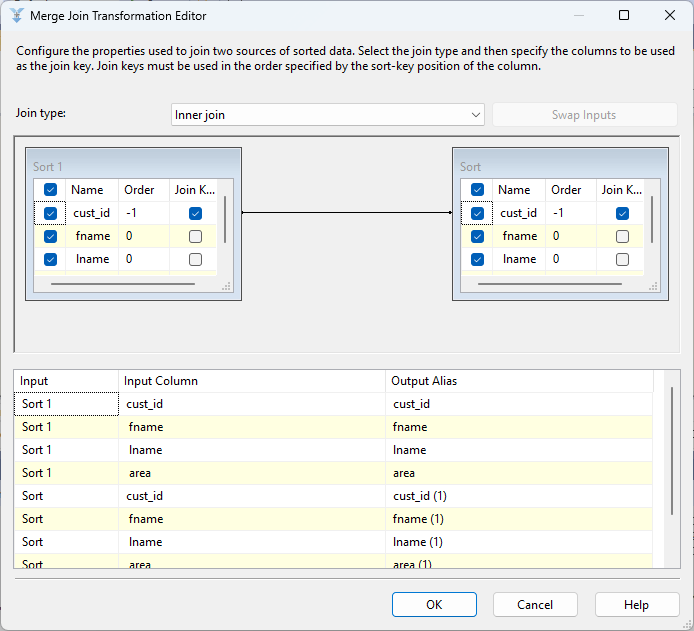 Merge Join Transformation Editor
Configure the properties used to join two sources of sorted data. Select the join type and then specify the columns to be used
as the join key. Join keys must be used in the order specified by the sort-key position of the column.
Join type:
Inner join
Swap Inputs
Sort 1
Name Order Join K...
cust_id -1
fname 0
lname 0
Sort
Name Order Join K...
cust_id -1
fname 0
lname 0
Input Input Column Output Alias
Sort 1 cust_id cust_id
Sort 1 fname fname
Sort 1 lname lname
Sort 1 area area
Sort cust_id cust_id (1)
Sort fname fname (1)
Sort lname lname (1)
Sort area area (1)
OK
Cancel
Help